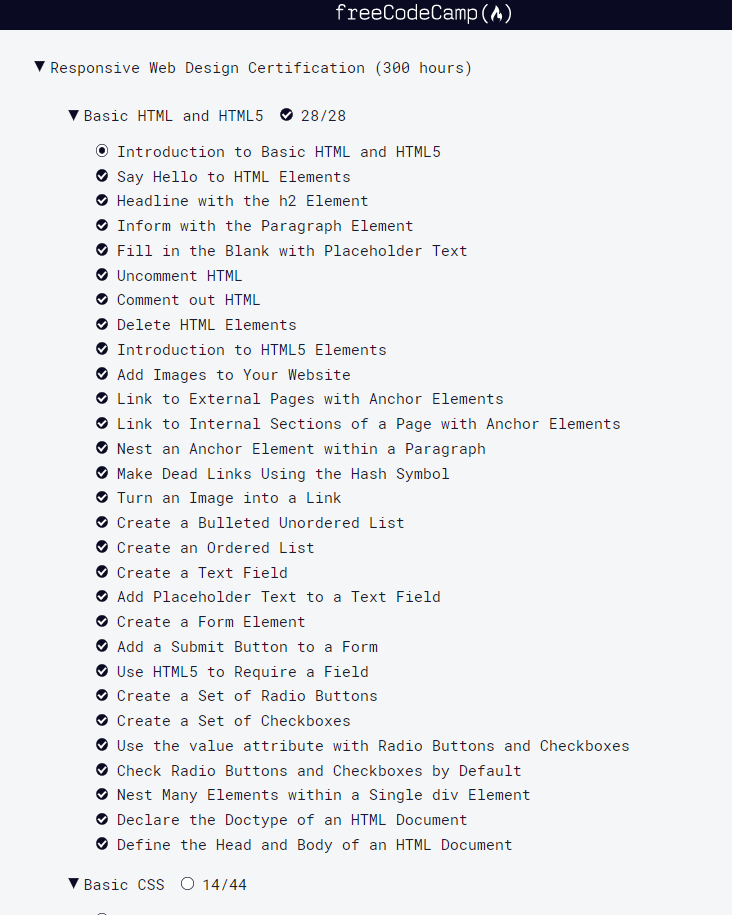 freeCodeCamp(🔥)
Responsive Web Design Certification (300 hours)
Basic HTML and HTML5 28/28
Introduction to Basic HTML and HTML5
Say Hello to HTML Elements
Headline with the h2 Element
Inform with the Paragraph Element
Fill in the Blank with Placeholder Text
Uncomment HTML
Comment out HTML
Delete HTML Elements
Introduction to HTML5 Elements
Add Images to Your Website
Link to External Pages with Anchor Elements
Link to Internal Sections of a Page with Anchor Elements
Nest an Anchor Element within a Paragraph
Make Dead Links Using the Hash Symbol
Turn an Image into a Link
Create a Bulleted Unordered List
Create an Ordered List
Create a Text Field
Add Placeholder Text to a Text Field
Create a Form Element
Add a Submit Button to a Form
Use HTML5 to Require a Field
Create a Set of Radio Buttons
Create a Set of Checkboxes
Use the value attribute with Radio Buttons and Checkboxes
Check Radio Buttons and Checkboxes by Default
Nest Many Elements within a Single div Element
Declare the Doctype of an HTML Document
Define the Head and Body of an HTML Document
Basic CSS 14/44